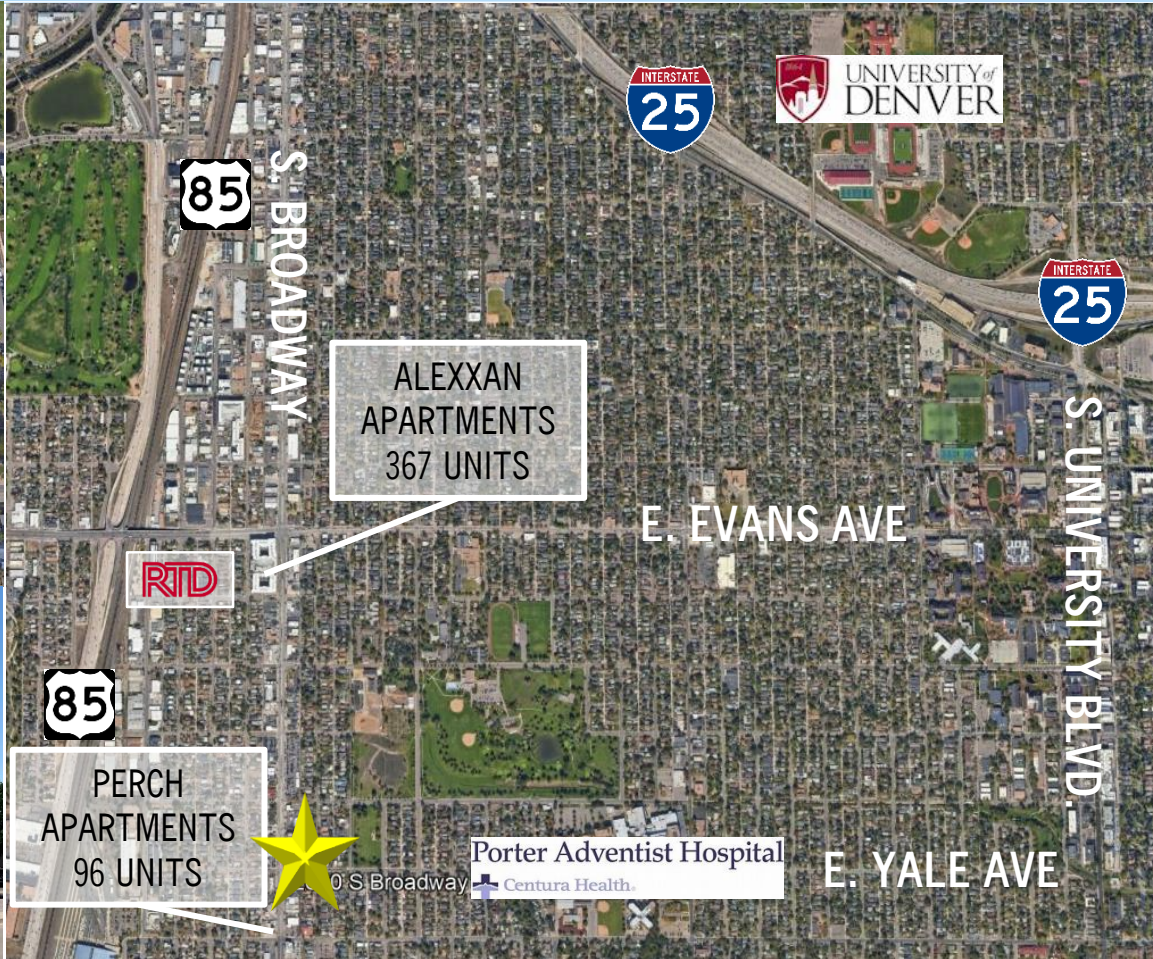 INTERSTATE
25
1864
UNIVERSITY of
DENVER
85
S. BROADWAY
INTERSTATE
25
ALEXXAN
APARTMENTS
367 UNITS
S. UNIVERSITY BLVD.
E. EVANS AVE
RTD
85
PERCH
APARTMENTS
96 UNITS
0 S Broadway
Porter Adventist Hospital
Centura Health
E. YALE AVE